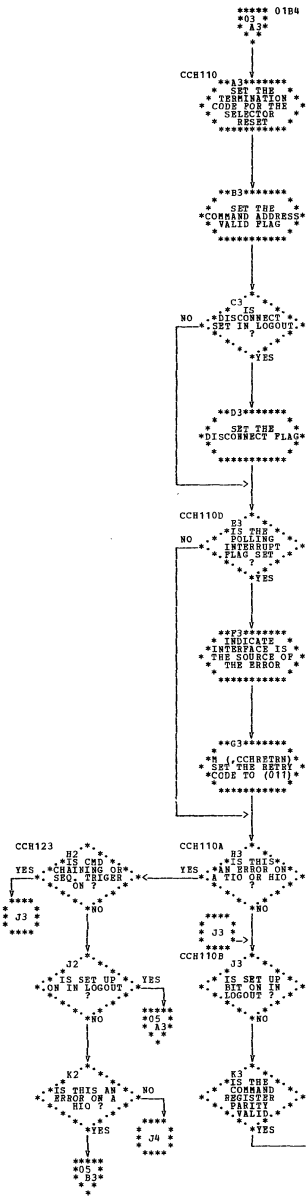 ***** 01B4
*03 *
* A3*
* *
*
CCH110
**A3*******
* SET THE *
* TERMINATION *
* CODE FOR THE *
* SELECTOR *
* RESET *
***********
**B3*******
* SET THE *
*COMMAND ADDRESS*
* VALID FLAG *
***********
C3
IS
*DISCONNECT *
NO *.SET IN LOGOUT.*
?
*YES
**D3*******
* SET THE *
*DISCONNECT FLAG*
***********
CCH110D
E3
*IS THE *
NO POLLING
INTERRUPT
FLAG SET
?
*YES
**F3*******
* INDICATE *
*INTERFACE IS *
* THE SOURCE OF *
* THE ERROR *
***********
**G3*******
*M (,CCHRETRN) *
* SET THE RETRY *
*CODE TO (011) *
***********
CCH123 CCH110A
H2 H3
*IS CMD * *IS THIS*
YES *CHAINING OR* YES *AN ERROR ON*
SEQ. TRIGER A TIO OR HIO
ON ? ?
*NO *NO
J3 J3
CCH110B
J2 J3
IS SET UP YES IS SET UP
ON IN LOGOUT BIT ON IN
? LOGOUT ?
*NO *NO
*05 *
* A3*
K2 K3
*IS THIS AN NO *IS THE
ERROR ON A COMMAND
HIO ? REGISTER
PARITY
VALID
*YES *YES
J4
*05 *
* B3*